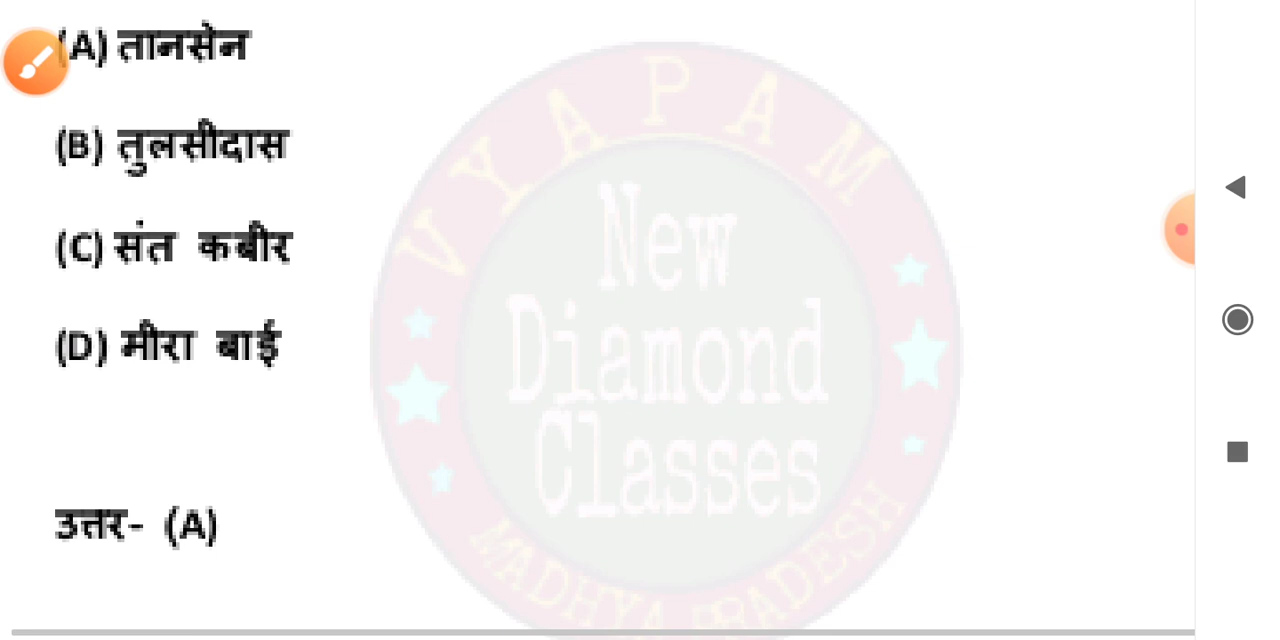 (A) तानसेन
(B) तुलसीदास
(C) संत कबीर
(D) मीरा बाई
उत्तर- (A)
VYAPAM
New
Diamond
Classes
MADHYA PRADESH